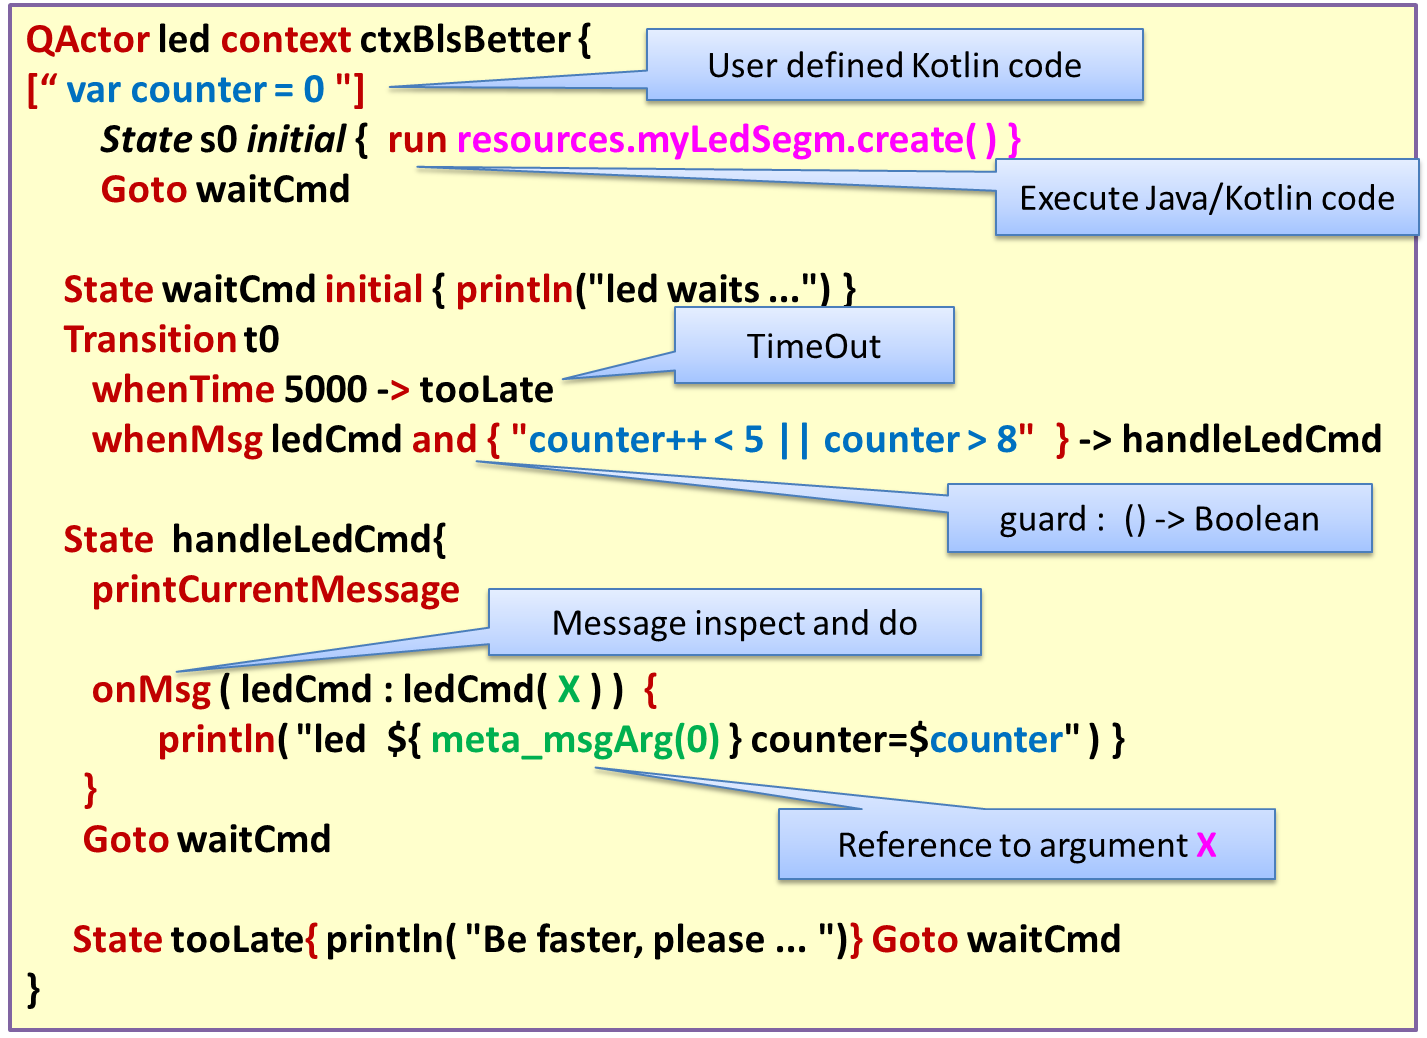 QActor led context ctxBlsBetter {
User defined Kotlin code
[“ var counter = 0 "]
State s0 initial { run resources.myLedSegm.create( ) }
Goto waitCmd
Execute Java/Kotlin code
State waitCmd initial { println("led waits ...") }
Transition t0
TimeOut
whenTime 5000 -> tooLate
whenMsg ledCmd and { "counter++ < 5 || counter > 8" } -> handleLedCmd
guard : () -> Boolean
State handleLedCmd{
printCurrentMessage
Message inspect and do
onMsg ( ledCmd : ledCmd( X ) ) {
println( "led ${ meta_msgArg(0) } counter=$counter" ) }
}
Goto waitCmd
Reference to argument X
State tooLate{ println( "Be faster, please ... ")} Goto waitCmd
}